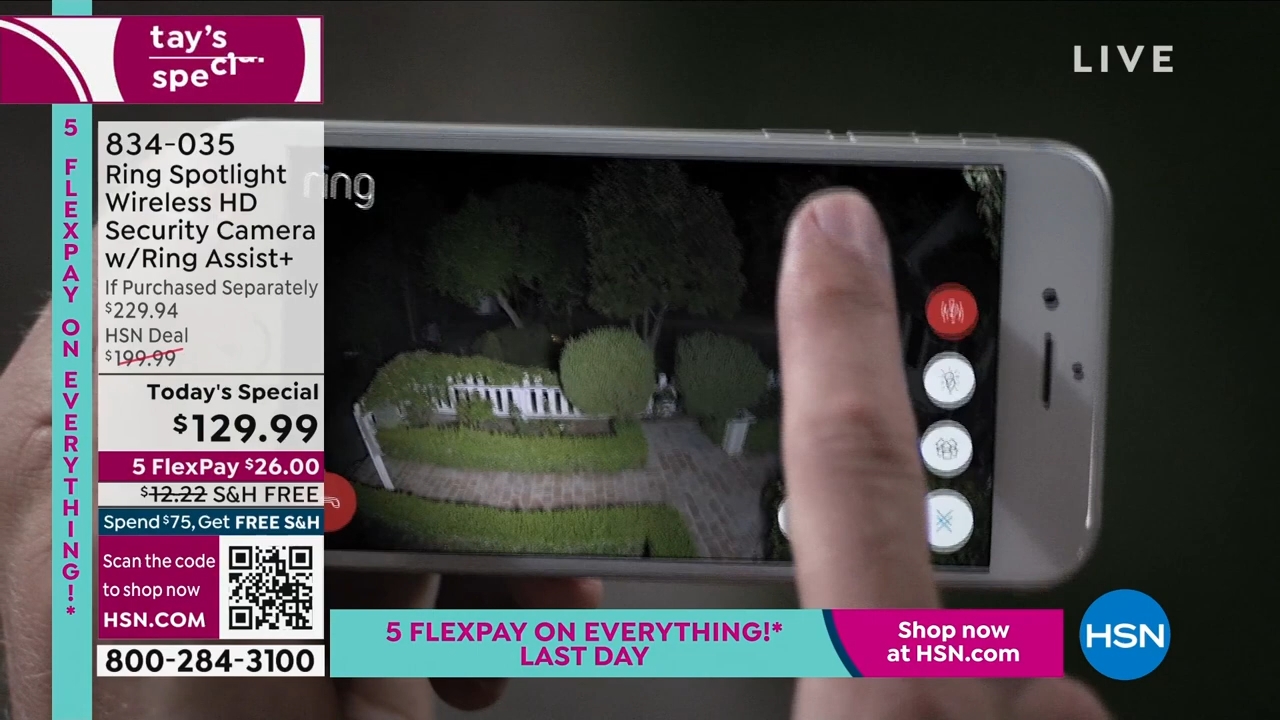 tay's
spe
LIVE
5 FLEXPAY ON EVERYTHING!*
834-035
Ring Spotlight
Wireless HD
Security Camera
w/Ring Assist+
If Purchased Separately
$229.94
HSN Deal
$199.99
Today's Special
$129.99
5 FlexPay $26.00
$12.22 S&H FREE
Spend $75, Get FREE S&H
Scan the code
to shop now
HSN.COM
800-284-3100
ring
5 FLEXPAY ON EVERYTHING!*
LAST DAY
Shop now
at HSN.com
HSN